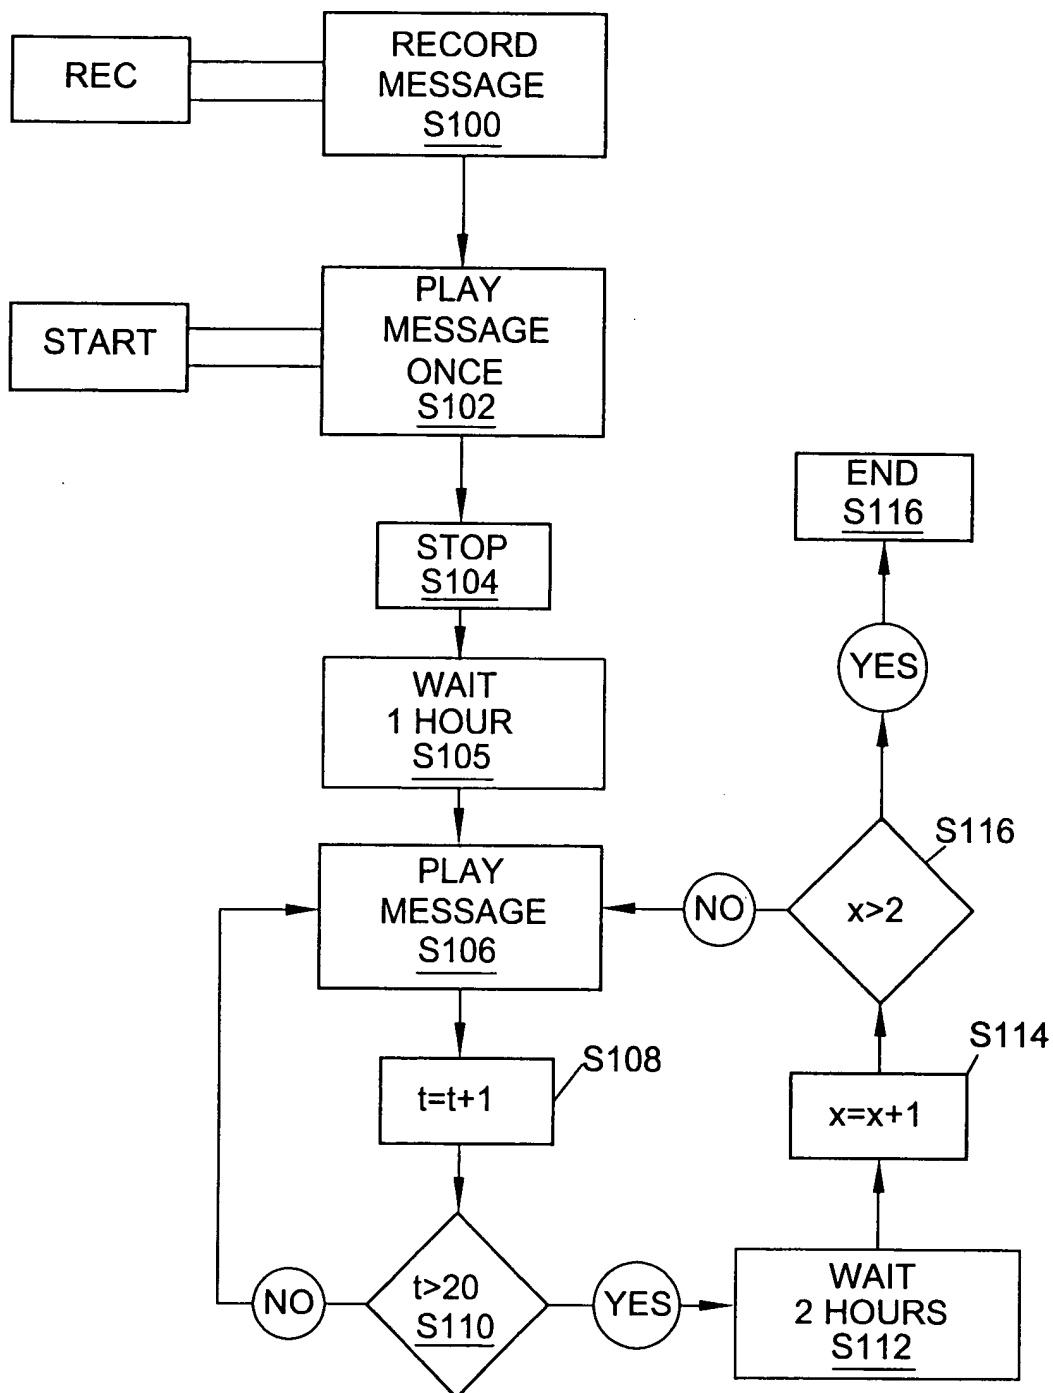 REC
RECORD
MESSAGE
S100
START
PLAY
MESSAGE
ONCE
S102
STOP
S104
WAIT
1 HOUR
S105
PLAY
MESSAGE
S106
t=t+1
S108
t>20
S110
NO
YES
WAIT
2 HOURS
S112
x=x+1
S114
x>2
S116
NO
YES
END
S116